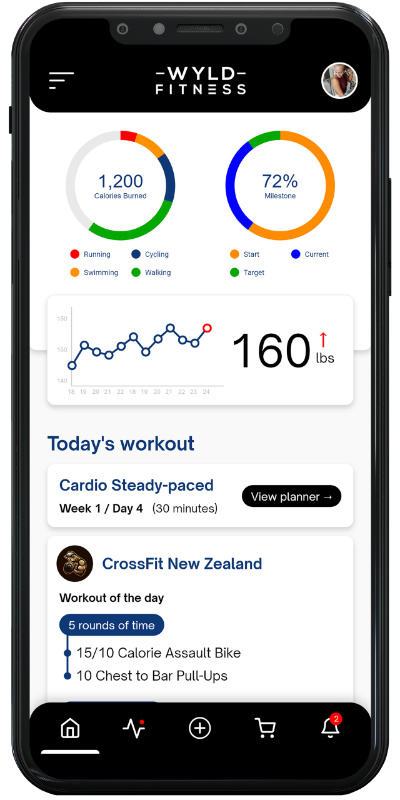 WYLD
FITNESS
1,200
Calories Burned
72%
Milestone
Running
Cycling
Swimming
Walking
Start
Current
Target
150
150
140
18 19 20 21 22 18 19 20 21 22 23 24
160 ↑
lbs
Today's workout
Cardio Steady-paced
Week 1 / Day 4 (30 minutes)
View planner →
CrossFit New Zealand
Workout of the day
5 rounds of time
15/10 Calorie Assault Bike
10 Chest to Bar Pull-Ups
2